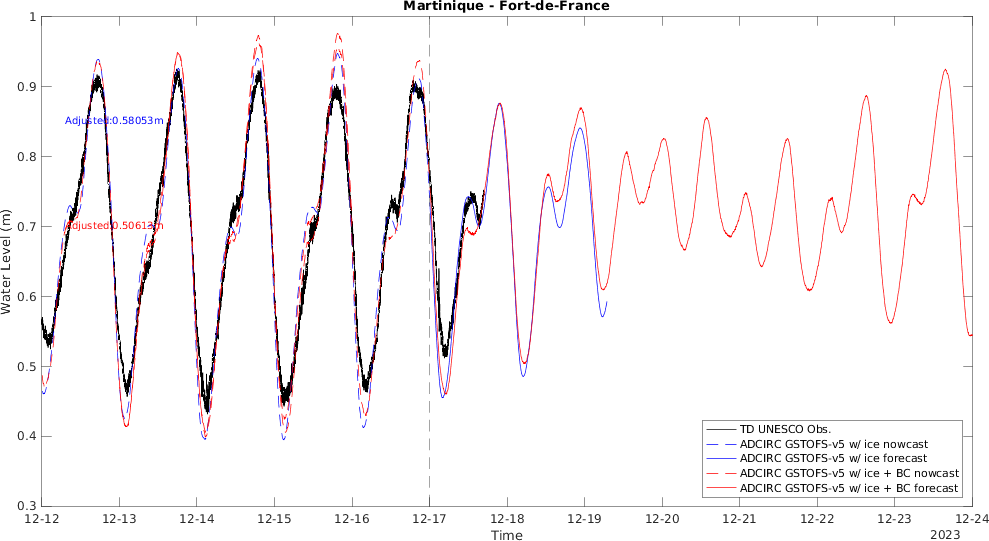 Martinique - Fort-de-France
1
0.9
0.8
0.7
0.6
0.5
0.4
0.3
Water Level (m)
Adjusted:0.58053m
Adjusted:0.50613m
TD UNESCO Obs.
ADCIRC GSTOFS-v5 w/ ice nowcast
ADCIRC GSTOFS-v5 w/ ice forecast
ADCIRC GSTOFS-v5 w/ ice + BC nowcast
ADCIRC GSTOFS-v5 w/ ice + BC forecast
12-12 12-13 12-14 12-15 12-16 12-17 12-18 12-19 12-20 12-21 12-22 12-23 12-24
Time
2023